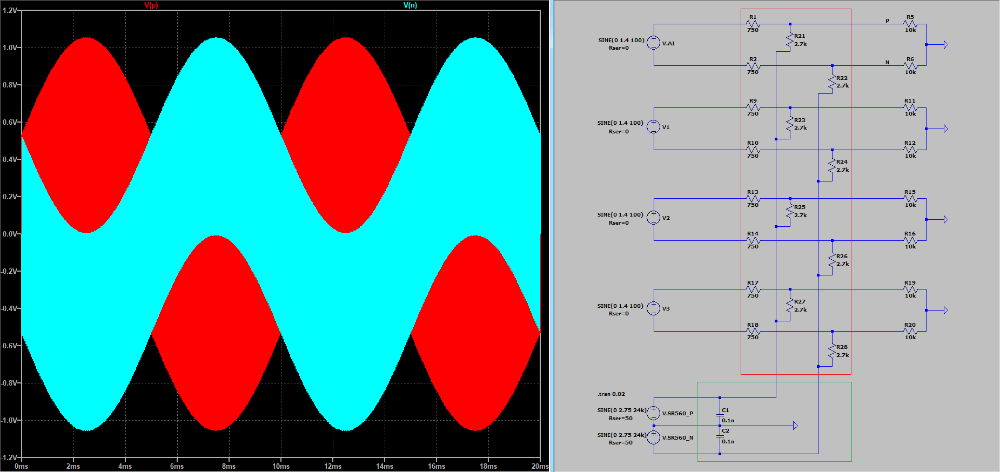 V(p) V(n)
1.2V
1.0V
0.8V
0.6V
0.4V
0.2V
0.0V
-0.2V
-0.4V
-0.6V
-0.8V
-1.0V
-1.2V
0ms 2ms 4ms 6ms 8ms 10ms 12ms 14ms 16ms 18ms 20ms
R1
750
P
R5
10k
R21
2.7k
SINE(0 1.4 100)
Rser=0
V.AI
R2
750
N
R6
10k
R22
2.7k
R9
750
R11
10k
R23
2.7k
SINE(0 1.4 100)
Rser=0
V1
R10
750
R12
10k
R24
2.7k
R13
750
R15
10k
R25
2.7k
SINE(0 1.4 100)
Rser=0
V2
R14
750
R16
10k
R26
2.7k
R17
750
R19
10k
R27
2.7k
SINE(0 1.4 100)
Rser=0
V3
R18
750
R20
10k
R28
2.7k
.tran 0.02
SINE(0 2.75 24k)
Rser=50
V.SR560_P
C1
0.1n
SINE(0 2.75 24k)
Rser=50
V.SR560_N
C2
0.1n